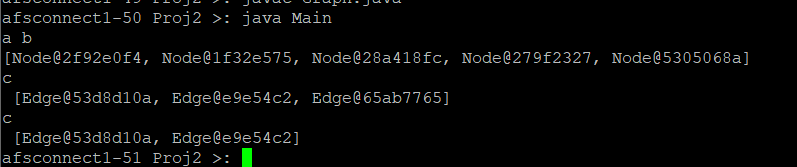 afsconnect1-49 Proj2 >: javac Graph.java
afsconnect1-50 Proj2 >: java Main
a b
[Node@2f92e0f4, Node@1f32e575, Node@28a418fc, Node@279f2327, Node@5305068a]
c
 [Edge@53d8d10a, Edge@e9e54c2, Edge@65ab7765]
c
 [Edge@53d8d10a, Edge@e9e54c2]
afsconnect1-51 Proj2 >: